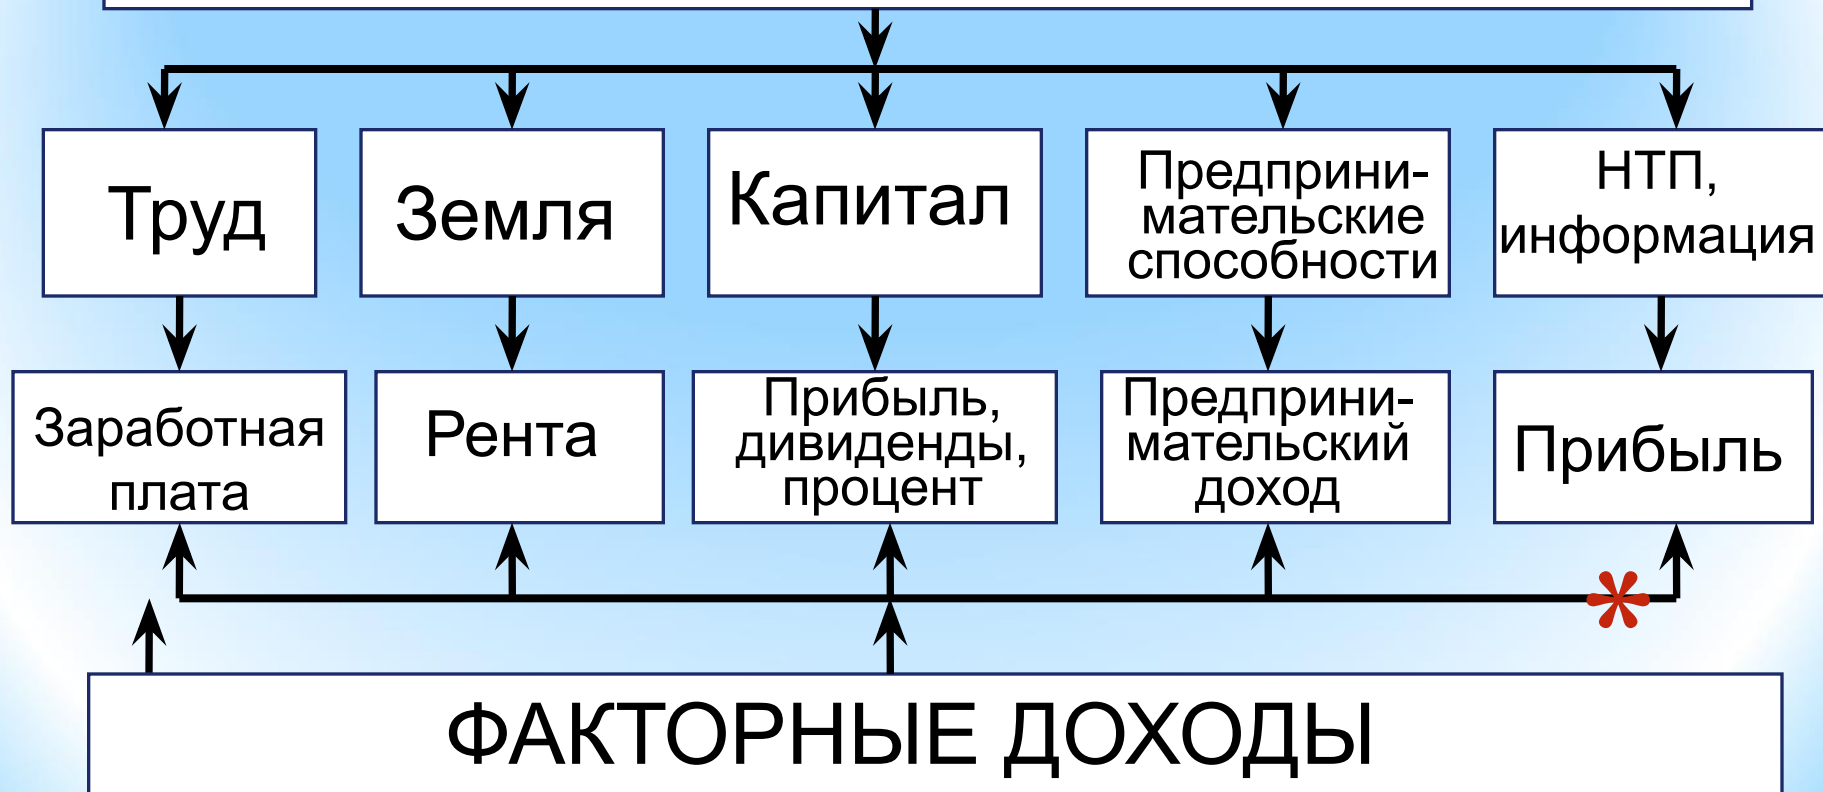 Труд
Земля
Капитал
Предприни-
мательские
способности
НТП,
информация
Заработная
плата
Рента
Прибыль,
дивиденды,
процент
Предприни-
мательский
доход
Прибыль
*
ФАКТОРНЫЕ ДОХОДЫ